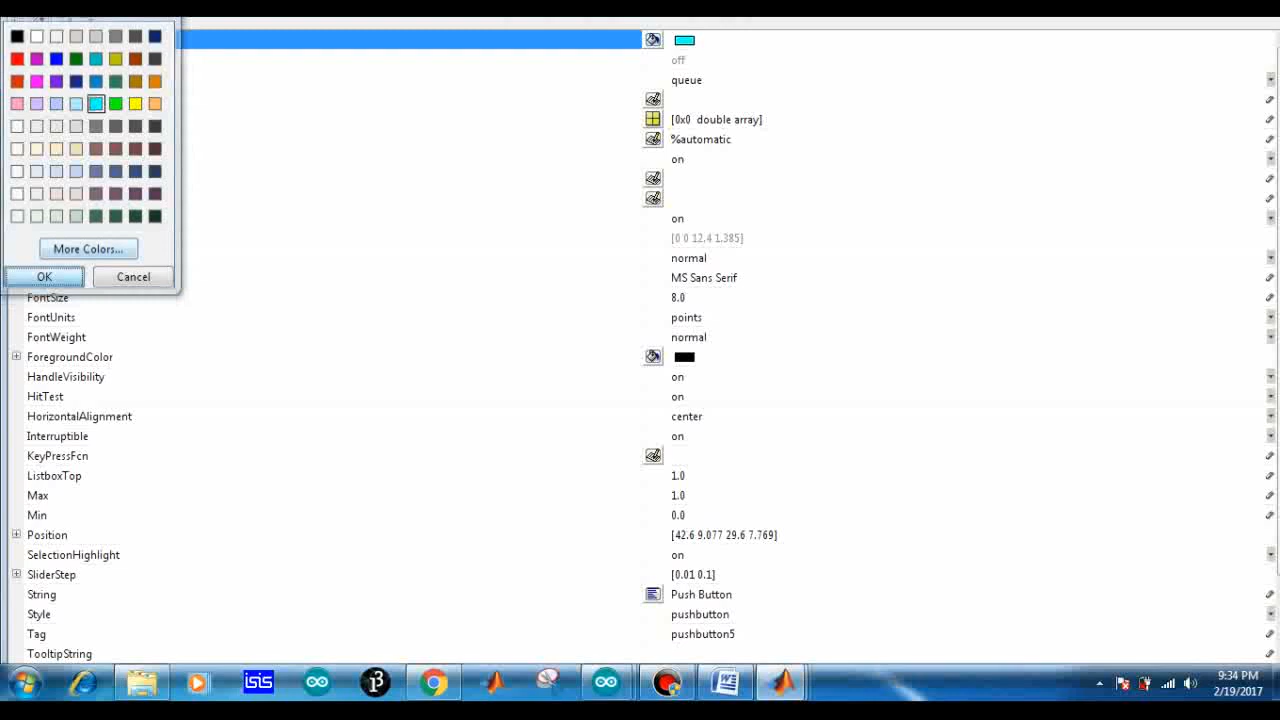 off
queue
[0x0 double array]
%automatic
on
on
[0 0 12.4 1.385]
More Colors...
normal
OK
Cancel
MS Sans Serif
FontSize
8.0
FontUnits
points
FontWeight
normal
ForegroundColor
HandleVisibility
on
HitTest
on
HorizontalAlignment
center
Interruptible
on
KeyPressFcn
ListboxTop
1.0
Max
1.0
Min
0.0
Position
[42.6 9.077 29.6 7.769]
SelectionHighlight
on
SliderStep
[0.01 0.1]
String
Push Button
Style
pushbutton
Tag
pushbutton5
TooltipString
isis
9:34 PM
2/19/2017